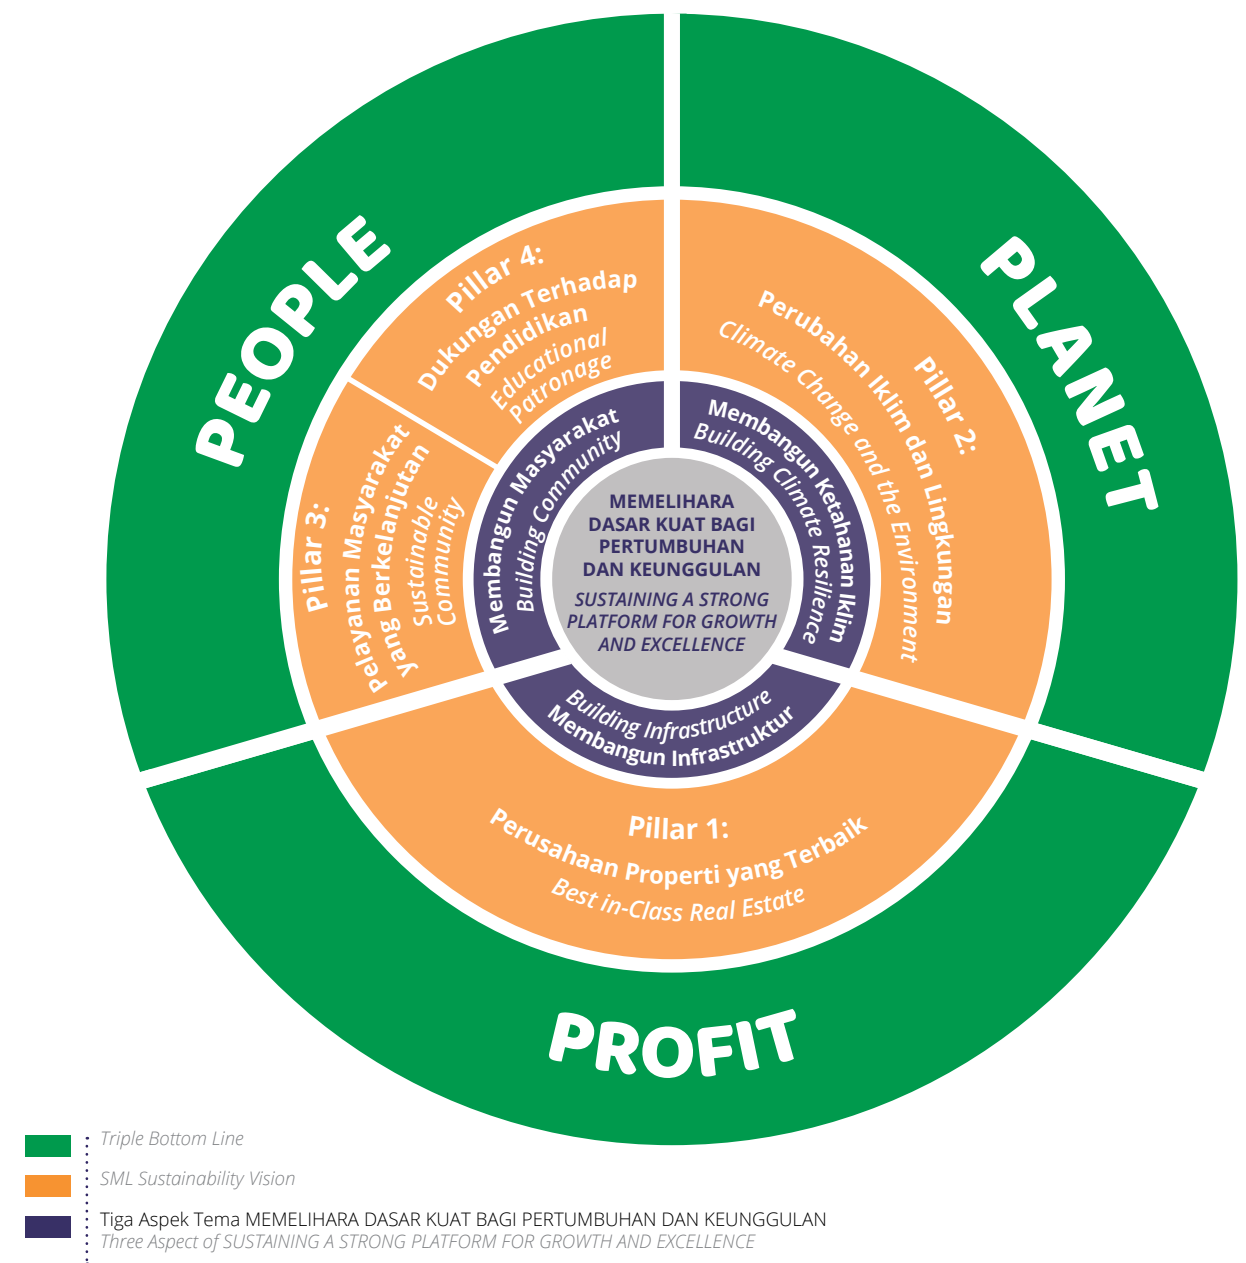 PEOPLE
PLANET
PROFIT
Pillar 4:
Dukungan Terhadap
Pendidikan
Educational
Patronage
Pillar 2:
Perubahan Iklim dan Lingkungan
Climate Change and the Environment
Pillar 3:
Pelayanan Masyarakat
yang Berkelanjutan
Sustainable
Community
Pillar 1:
Perusahaan Properti yang Terbaik
Best in-Class Real Estate
Membangun Masyarakat
Building Community
Membangun Ketahanan Iklim
Building Climate Resilience
Building Infrastructure
Membangun Infrastruktur
MEMELIHARA
DASAR KUAT BAGI
PERTUMBUHAN
DAN KEUNGGULAN
SUSTAINING A STRONG
PLATFORM FOR GROWTH
AND EXCELLENCE
Triple Bottom Line
SML Sustainability Vision
Tiga Aspek Tema MEMELIHARA DASAR KUAT BAGI PERTUMBUHAN DAN KEUNGGULAN
Three Aspect of SUSTAINING A STRONG PLATFORM FOR GROWTH AND EXCELLENCE